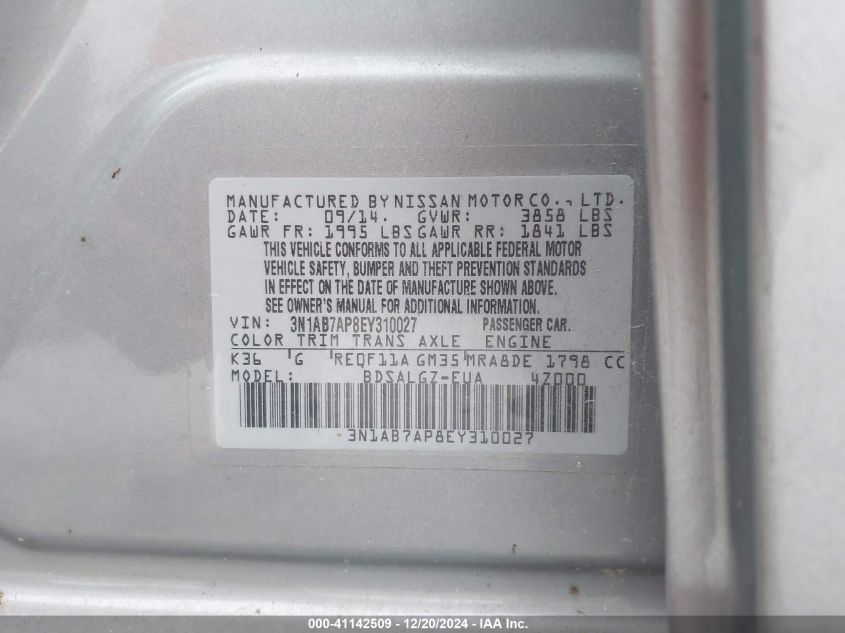 MANUFACTURED BY NISSAN MOTOR CO., LTD.
DATE: 09/14. GVWR: 3858 LBS
GAWR FR: 1995 LBS GAWR RR: 1841 LBS
THIS VEHICLE CONFORMS TO ALL APPLICABLE FEDERAL MOTOR
VEHICLE SAFETY, BUMPER AND THEFT PREVENTION STANDARDS
IN EFFECT ON THE DATE OF MANUFACTURE SHOWN ABOVE.
SEE OWNER'S MANUAL FOR ADDITIONAL INFORMATION.
VIN: 3N1AB7AP8EY310027 PASSENGER CAR.
COLOR TRIM TRANS AXLE ENGINE
K36 G RE0F11A GM35 MRA8DE 1798 CC
MODEL: BDSALGZ-EUA 4Z000
3N1AB7AP8EY310027
000-41142509 - 12/20/2024 - IAA Inc.